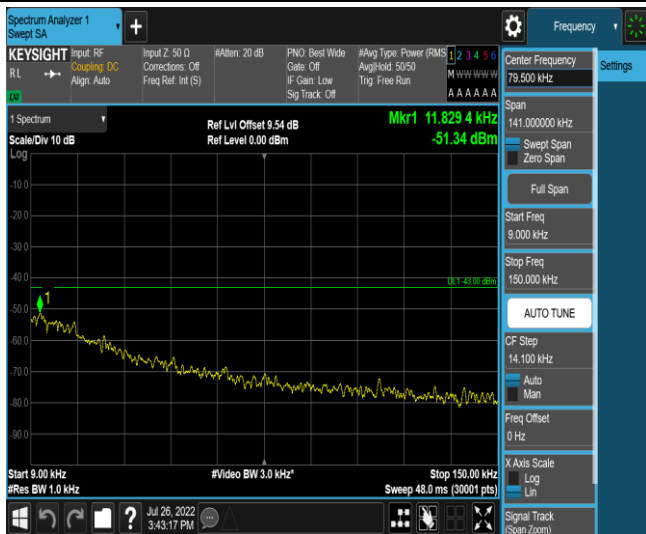 Spectrum Analyzer 1
Swept SA
Frequency
KEYSIGHT
Input: RF
Coupling: DC
Align: Auto
Input Z: 50 Ω
Corrections: Off
Freq Ref: Int (S)
#Atten: 20 dB
PNO: Best Wide
Gate: Off
IF Gain: Low
Sig Track: Off
#Avg Type: Power (RMS
Avg|Hold: 50/50
Trig: Free Run
1 2 3 4 5 6
M W W W W W
A A A A A A
RL
LXI
1 Spectrum
Scale/Div 10 dB
Ref Lvl Offset 9.54 dB
Ref Level 0.00 dBm
Mkr1 11.829 4 kHz
-51.34 dBm
Log
-10.0
-20.0
-30.0
-40.0
-50.0
-60.0
-70.0
-80.0
-90.0
1
DL1 -43.00 dBm
Start 9.00 kHz
#Res BW 1.0 kHz
#Video BW 3.0 kHz*
Stop 150.00 kHz
Sweep 48.0 ms (30001 pts)
Jul 26, 2022
3:43:17 PM
Settings
Center Frequency
79.500 kHz
Span
141.000000 kHz
Swept Span
Zero Span
Full Span
Start Freq
9.000 kHz
Stop Freq
150.000 kHz
AUTO TUNE
CF Step
14.100 kHz
Auto
Man
Freq Offset
0 Hz
X Axis Scale
Log
Lin
Signal Track
(Span Zoom)